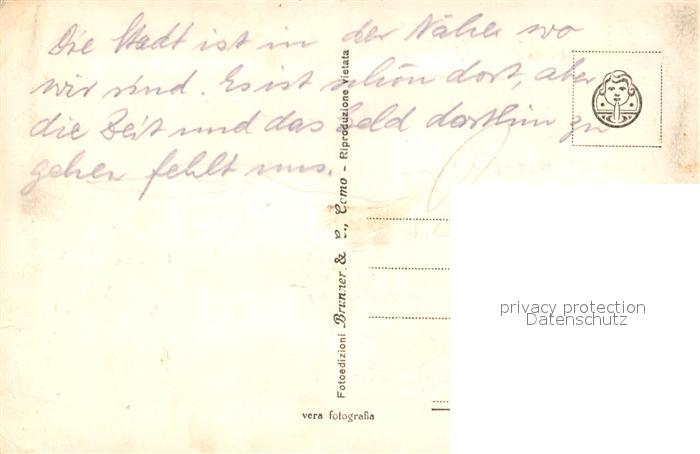 Die Stadt ist in der Nähe wo
wir sind. Es ist schön dort, aber
die Zeit und das Geld dorthin zu
gehen fehlt uns.
Fotoedizioni Brunner & C., Como - Riproduzione vietata
vera fotografia
privacy protection
Datenschutz